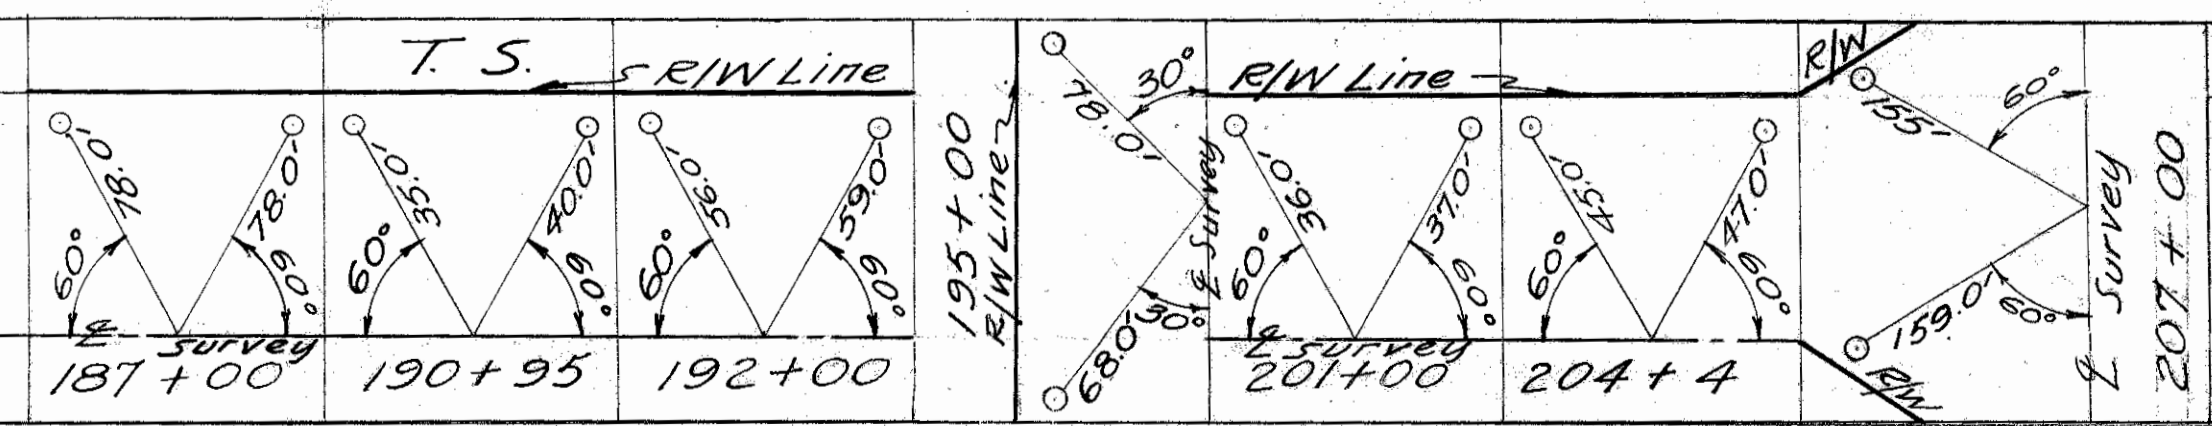 T. S.
R/W Line
78.0'
78.0'
60°
60°
℄ Survey
187 + 00
35.0'
40.0'
60°
60°
190 + 95
56.0'
59.0'
60°
60°
192+00
195 + 00
R/W Line
78.0'
30°
68.0'
30°
℄ Survey
R/W Line
36.0'
37.0'
60°
60°
℄ Survey
201+00
45.0'
47.0'
60°
60°
204 + 4
R/W
155'
60°
159.0'
60°
R/W
℄ Survey
207 + 00